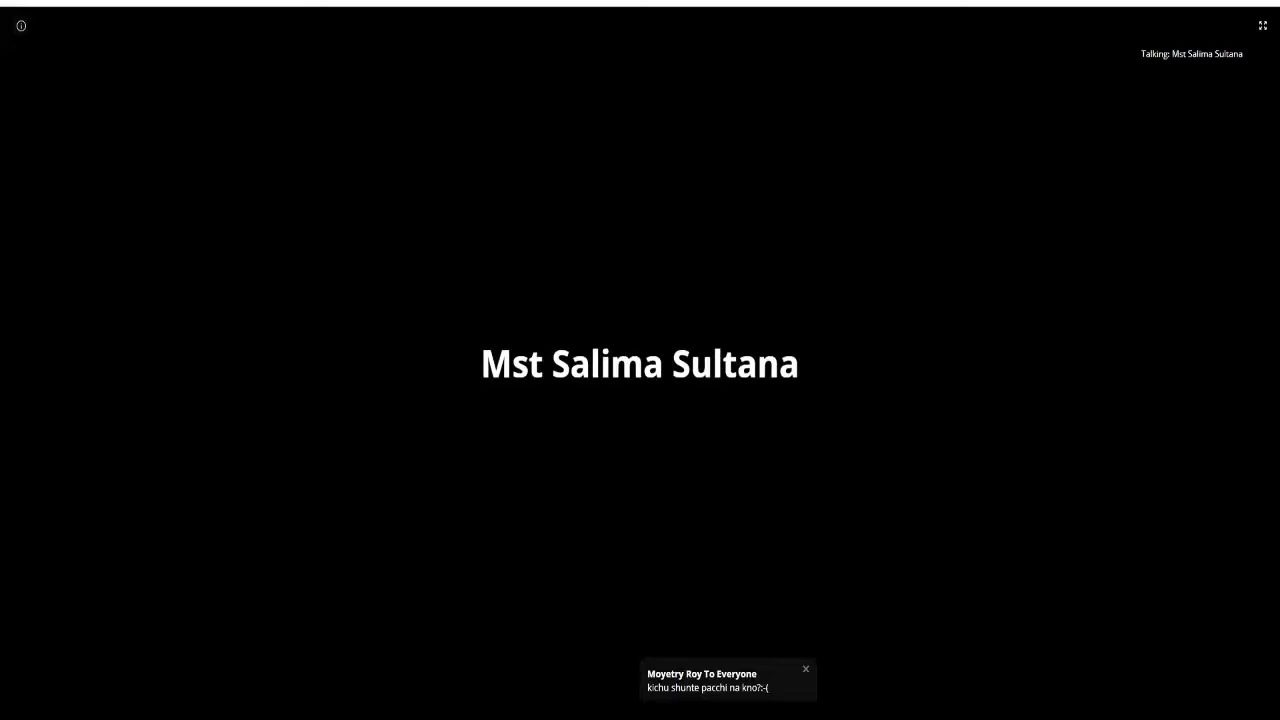 Talking: Mst Salima Sultana
Mst Salima Sultana
Moyetry Roy To Everyone
kichu shunte pacchi na kno?:-(